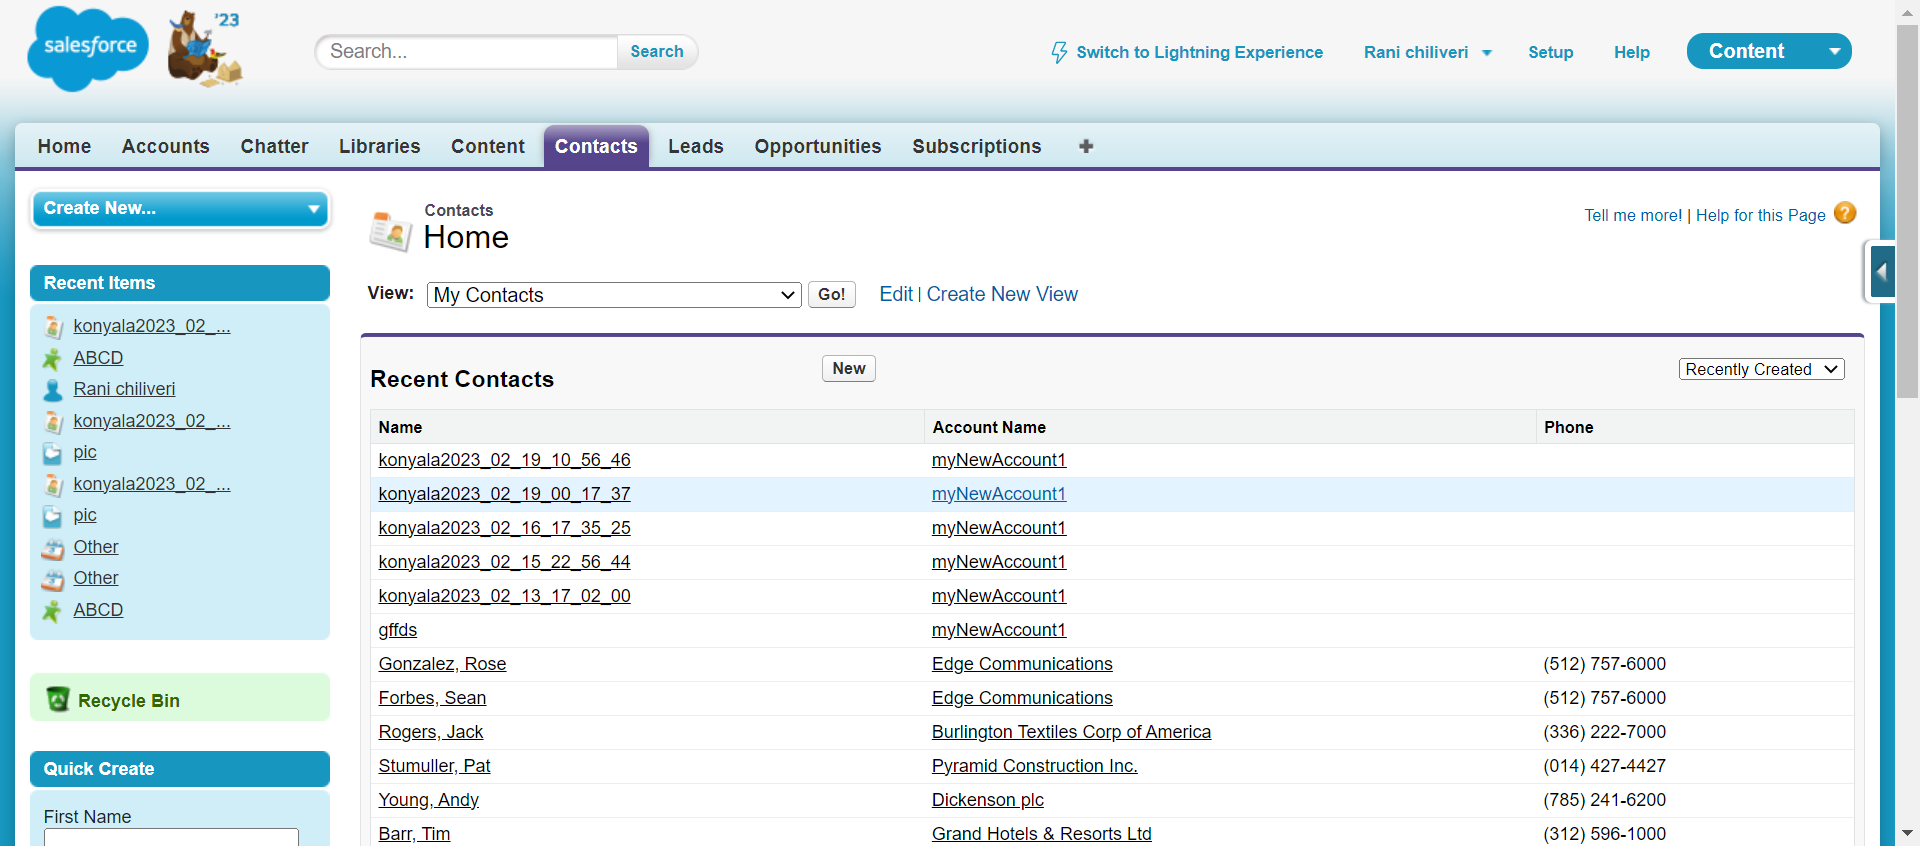 salesforce
'23
Search...
Search
Switch to Lightning Experience
Rani chiliveri
Setup
Help
Content
Home Accounts Chatter Libraries Content Contacts Leads Opportunities Subscriptions
Create New...
Recent Items
konyala2023_02_...
ABCD
Rani chiliveri
konyala2023_02_...
pic
konyala2023_02_...
pic
Other
Other
ABCD
Recycle Bin
Quick Create
First Name
Contacts
Home
Tell me more! | Help for this Page ?
View: My Contacts Go! Edit | Create New View
Recent Contacts
New
Recently Created
Name Account Name Phone
konyala2023_02_19_10_56_46 myNewAccount1
konyala2023_02_19_00_17_37 myNewAccount1
konyala2023_02_16_17_35_25 myNewAccount1
konyala2023_02_15_22_56_44 myNewAccount1
konyala2023_02_13_17_02_00 myNewAccount1
gffds myNewAccount1
Gonzalez, Rose Edge Communications (512) 757-6000
Forbes, Sean Edge Communications (512) 757-6000
Rogers, Jack Burlington Textiles Corp of America (336) 222-7000
Stumuller, Pat Pyramid Construction Inc. (014) 427-4427
Young, Andy Dickenson plc (785) 241-6200
Barr, Tim Grand Hotels & Resorts Ltd (312) 596-1000